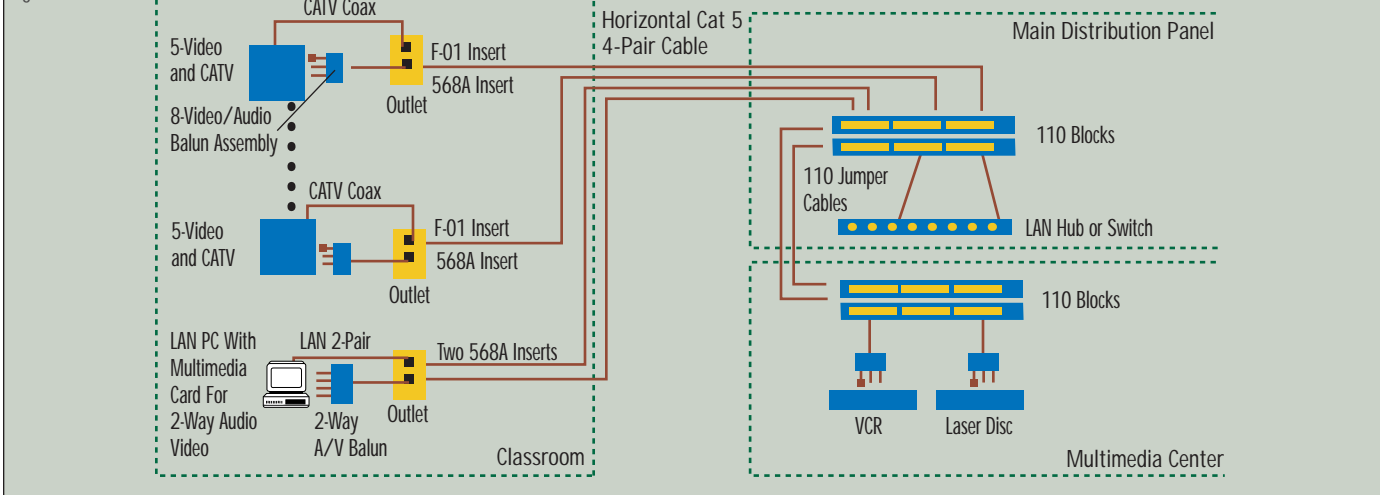 CATV Coax
5-Video
and CATV
F-01 Insert
568A Insert
Outlet
8-Video/Audio
Balun Assembly
Horizontal Cat 5
4-Pair Cable
Main Distribution Panel
110 Blocks
110 Jumper
Cables
LAN Hub or Switch
CATV Coax
5-Video
and CATV
F-01 Insert
568A Insert
Outlet
110 Blocks
LAN PC With
Multimedia
Card For
2-Way Audio
Video
LAN 2-Pair
Two 568A Inserts
Outlet
2-Way
A/V Balun
Classroom
VCR
Laser Disc
Multimedia Center